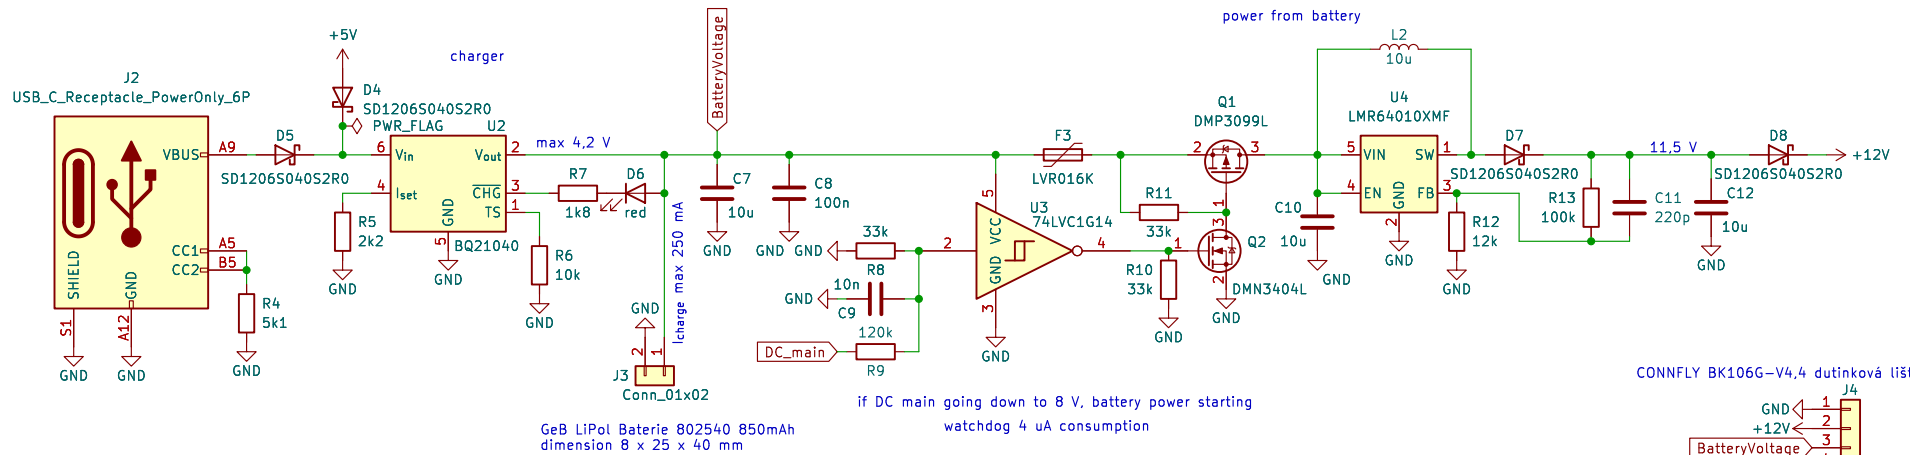 power from battery
+5V
charger
BatteryVoltage
L2
10u
J2
USB_C_Receptacle_PowerOnly_6P
D4
SD1206S040S2R0
PWR_FLAG
U2
Q1
DMP3099L
U4
LMR64010XMF
VBUS
A9
D5
SD1206S040S2R0
6
Vin
Vout
2
max 4,2 V
F3
LVR016K
2
3
5
VIN
SW
1
D7
SD1206S040S2R0
11,5 V
D8
SD1206S040S2R0
+12V
4
Iset
CHG
3
TS
1
GND
5
BQ21040
R7
1k8
D6
red
C7
10u
C8
100n
5
U3
74LVC1G14
R11
33k
1
4
EN
GND
2
FB
3
R13
100k
C11
220p
C12
10u
R5
2k2
GND
GND
R6
10k
GND
GND
GND
C10
10u
GND
GND
R12
12k
GND
GND
CC1
A5
CC2
B5
SHIELD
GND
S1
A12
GND
GND
R4
5k1
GND
Icharge max 250 mA
GND
33k
R8
2
VCC
GND
4
3
GND
1
3
Q2
2
DMN3404L
GND
R10
33k
GND
GND
10n
C9
120k
DC_main
R9
GND
2
1
J3
Conn_01x02
if DC main going down to 8 V, battery power starting
watchdog 4 uA consumption
GeB LiPol Baterie 802540 850mAh
dimension 8 x 25 x 40 mm
CONNFLY BK106G-V4,4 dutinková
J4
GND
1
+12V
2
BatteryVoltage
3